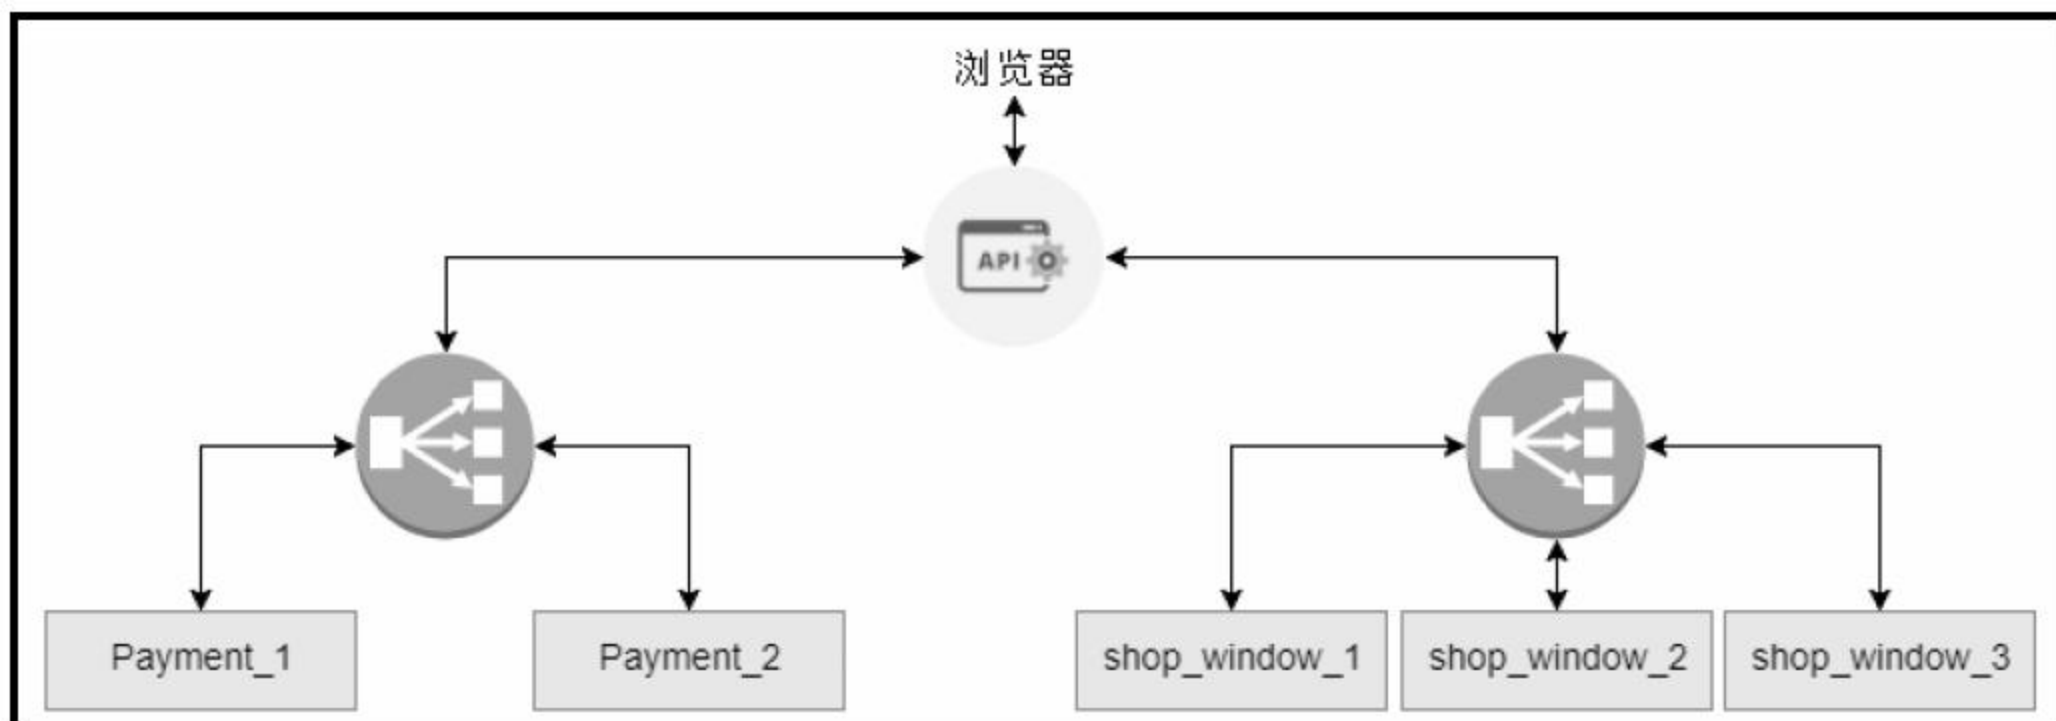 浏览器
API
Payment_1
Payment_2
shop_window_1
shop_window_2
shop_window_3